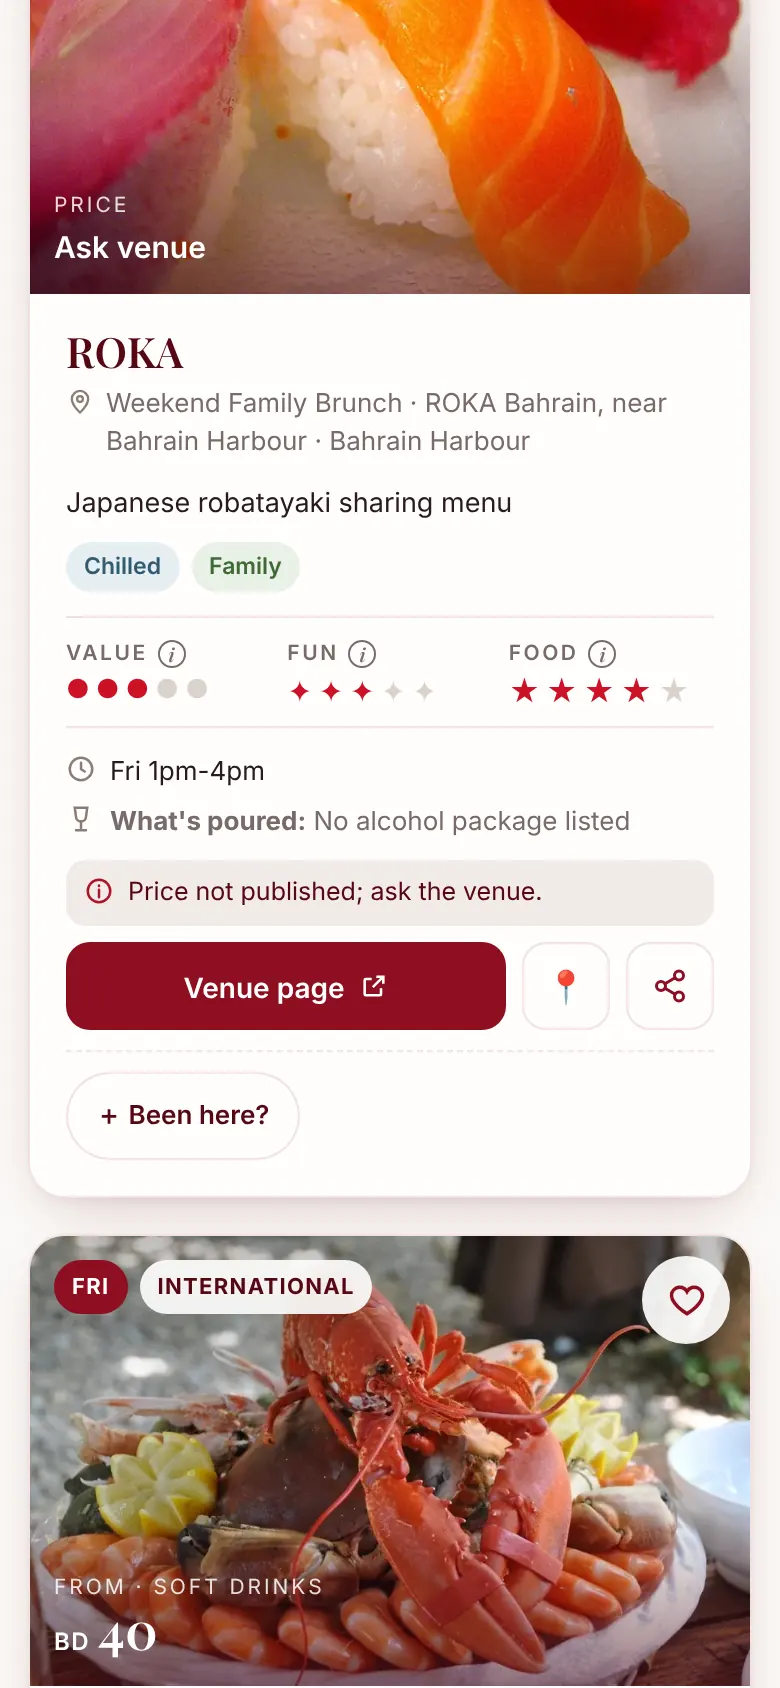 PRICE
Ask venue
ROKA
Weekend Family Brunch · ROKA Bahrain, near
Bahrain Harbour · Bahrain Harbour
Japanese robatayaki sharing menu
Chilled Family
VALUE i FUN i FOOD i
Fri 1pm-4pm
What's poured: No alcohol package listed
Price not published; ask the venue.
Venue page
+ Been here?
FRI INTERNATIONAL
FROM · SOFT DRINKS
BD 40